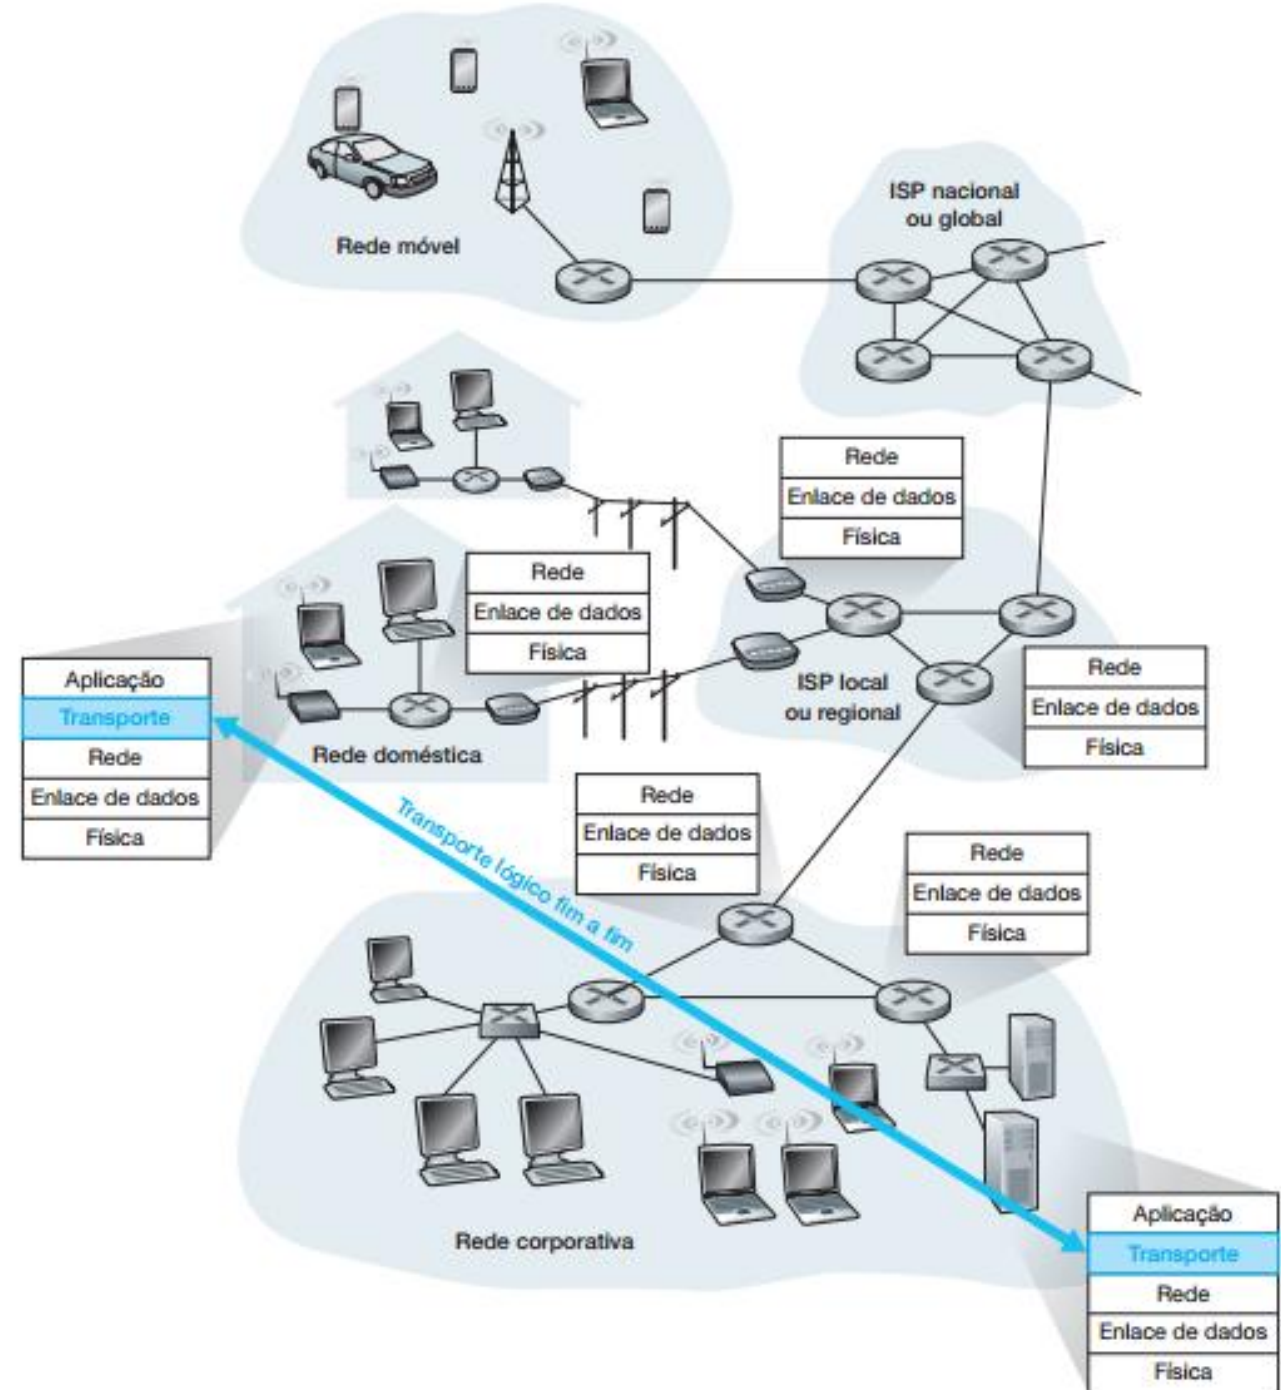 ISP nacional
ou global
Rede móvel
Rede
Enlace de dados
Física
Rede
Enlace de dados
Física
Aplicação
Transporte
Rede
Enlace de dados
Física
Rede doméstica
ISP local
ou regional
Rede
Enlace de dados
Física
Transporte lógico fim a fim
Rede
Enlace de dados
Física
Rede
Enlace de dados
Física
Rede corporativa
Aplicação
Transporte
Rede
Enlace de dados
Física